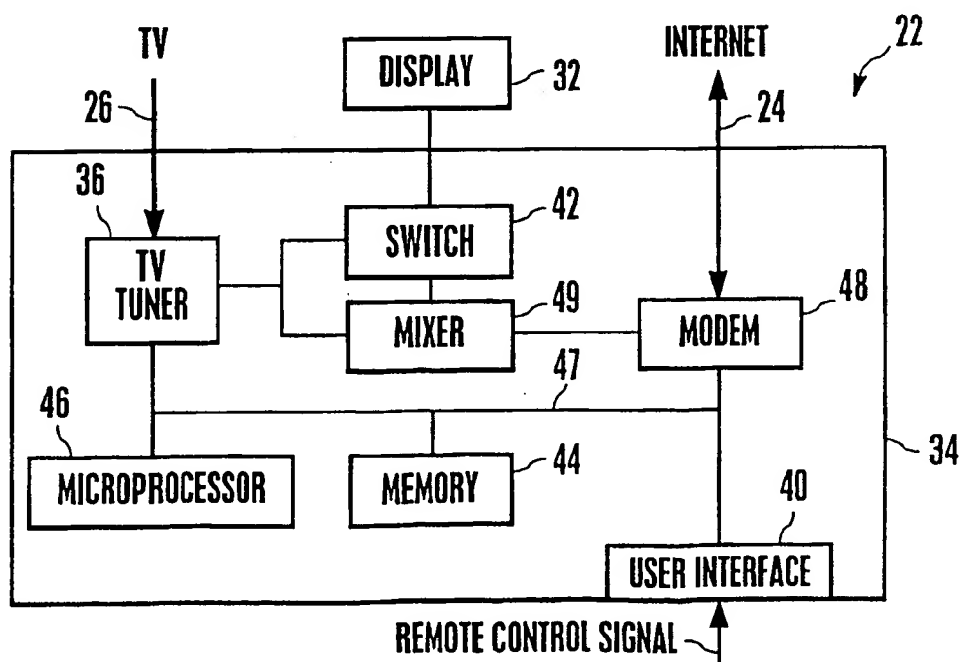 TV
INTERNET
22
DISPLAY
32
26
24
36
42
SWITCH
TV
TUNER
49
MIXER
48
MODEM
47
46
MICROPROCESSOR
MEMORY
44
34
40
USER INTERFACE
REMOTE CONTROL SIGNAL